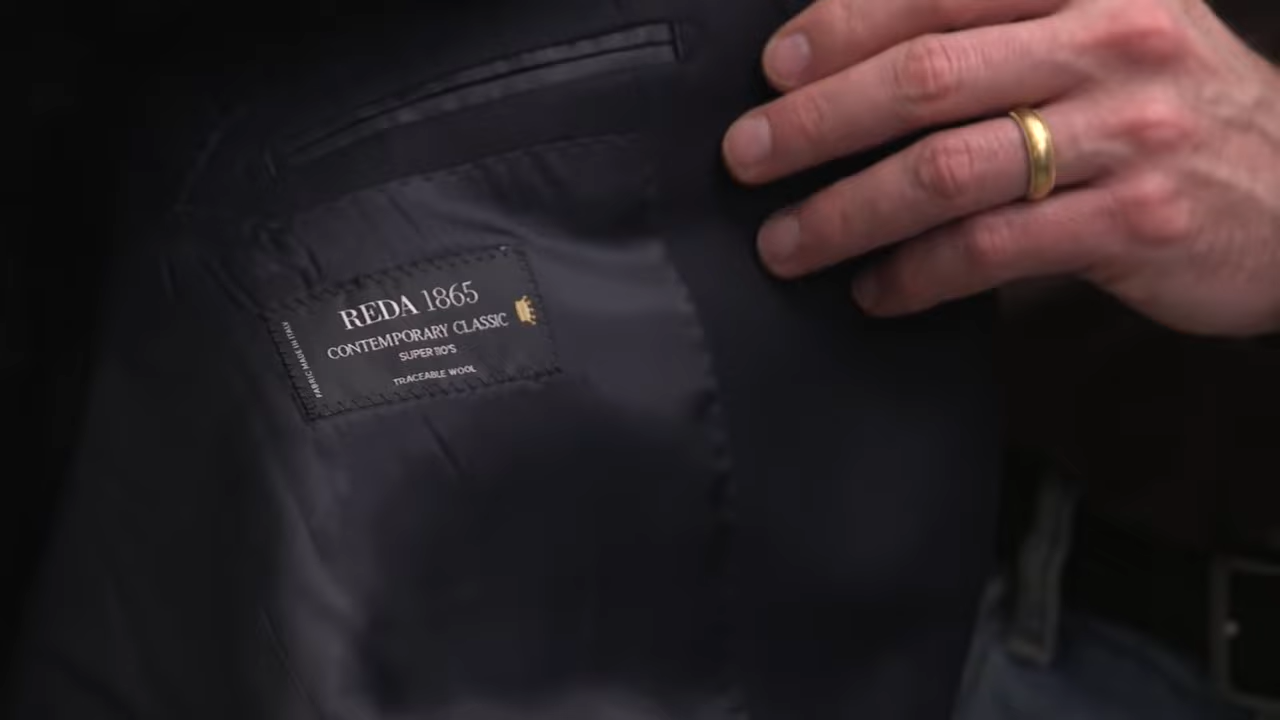 REDA 1865
CONTEMPORARY CLASSIC
SUPER 110'S
TRACEABLE WOOL
FABRIC MADE IN ITALY